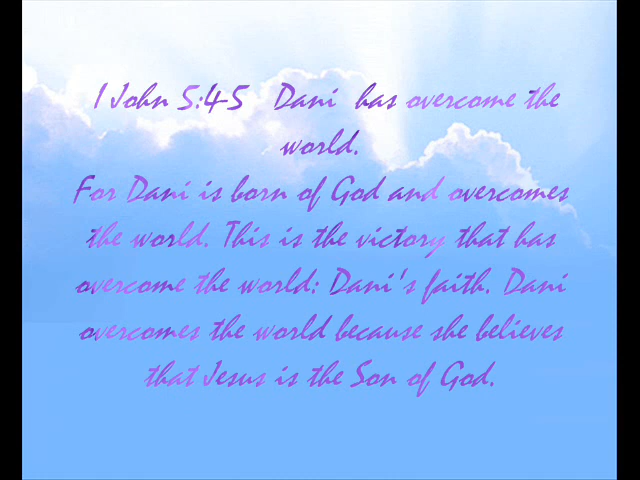 1 John 5:4-5 Dani has overcome the
world.
For Dani is born of God and overcomes
the world. This is the victory that has
overcome the world: Dani's faith. Dani
overcomes the world because she believes
that Jesus is the Son of God.